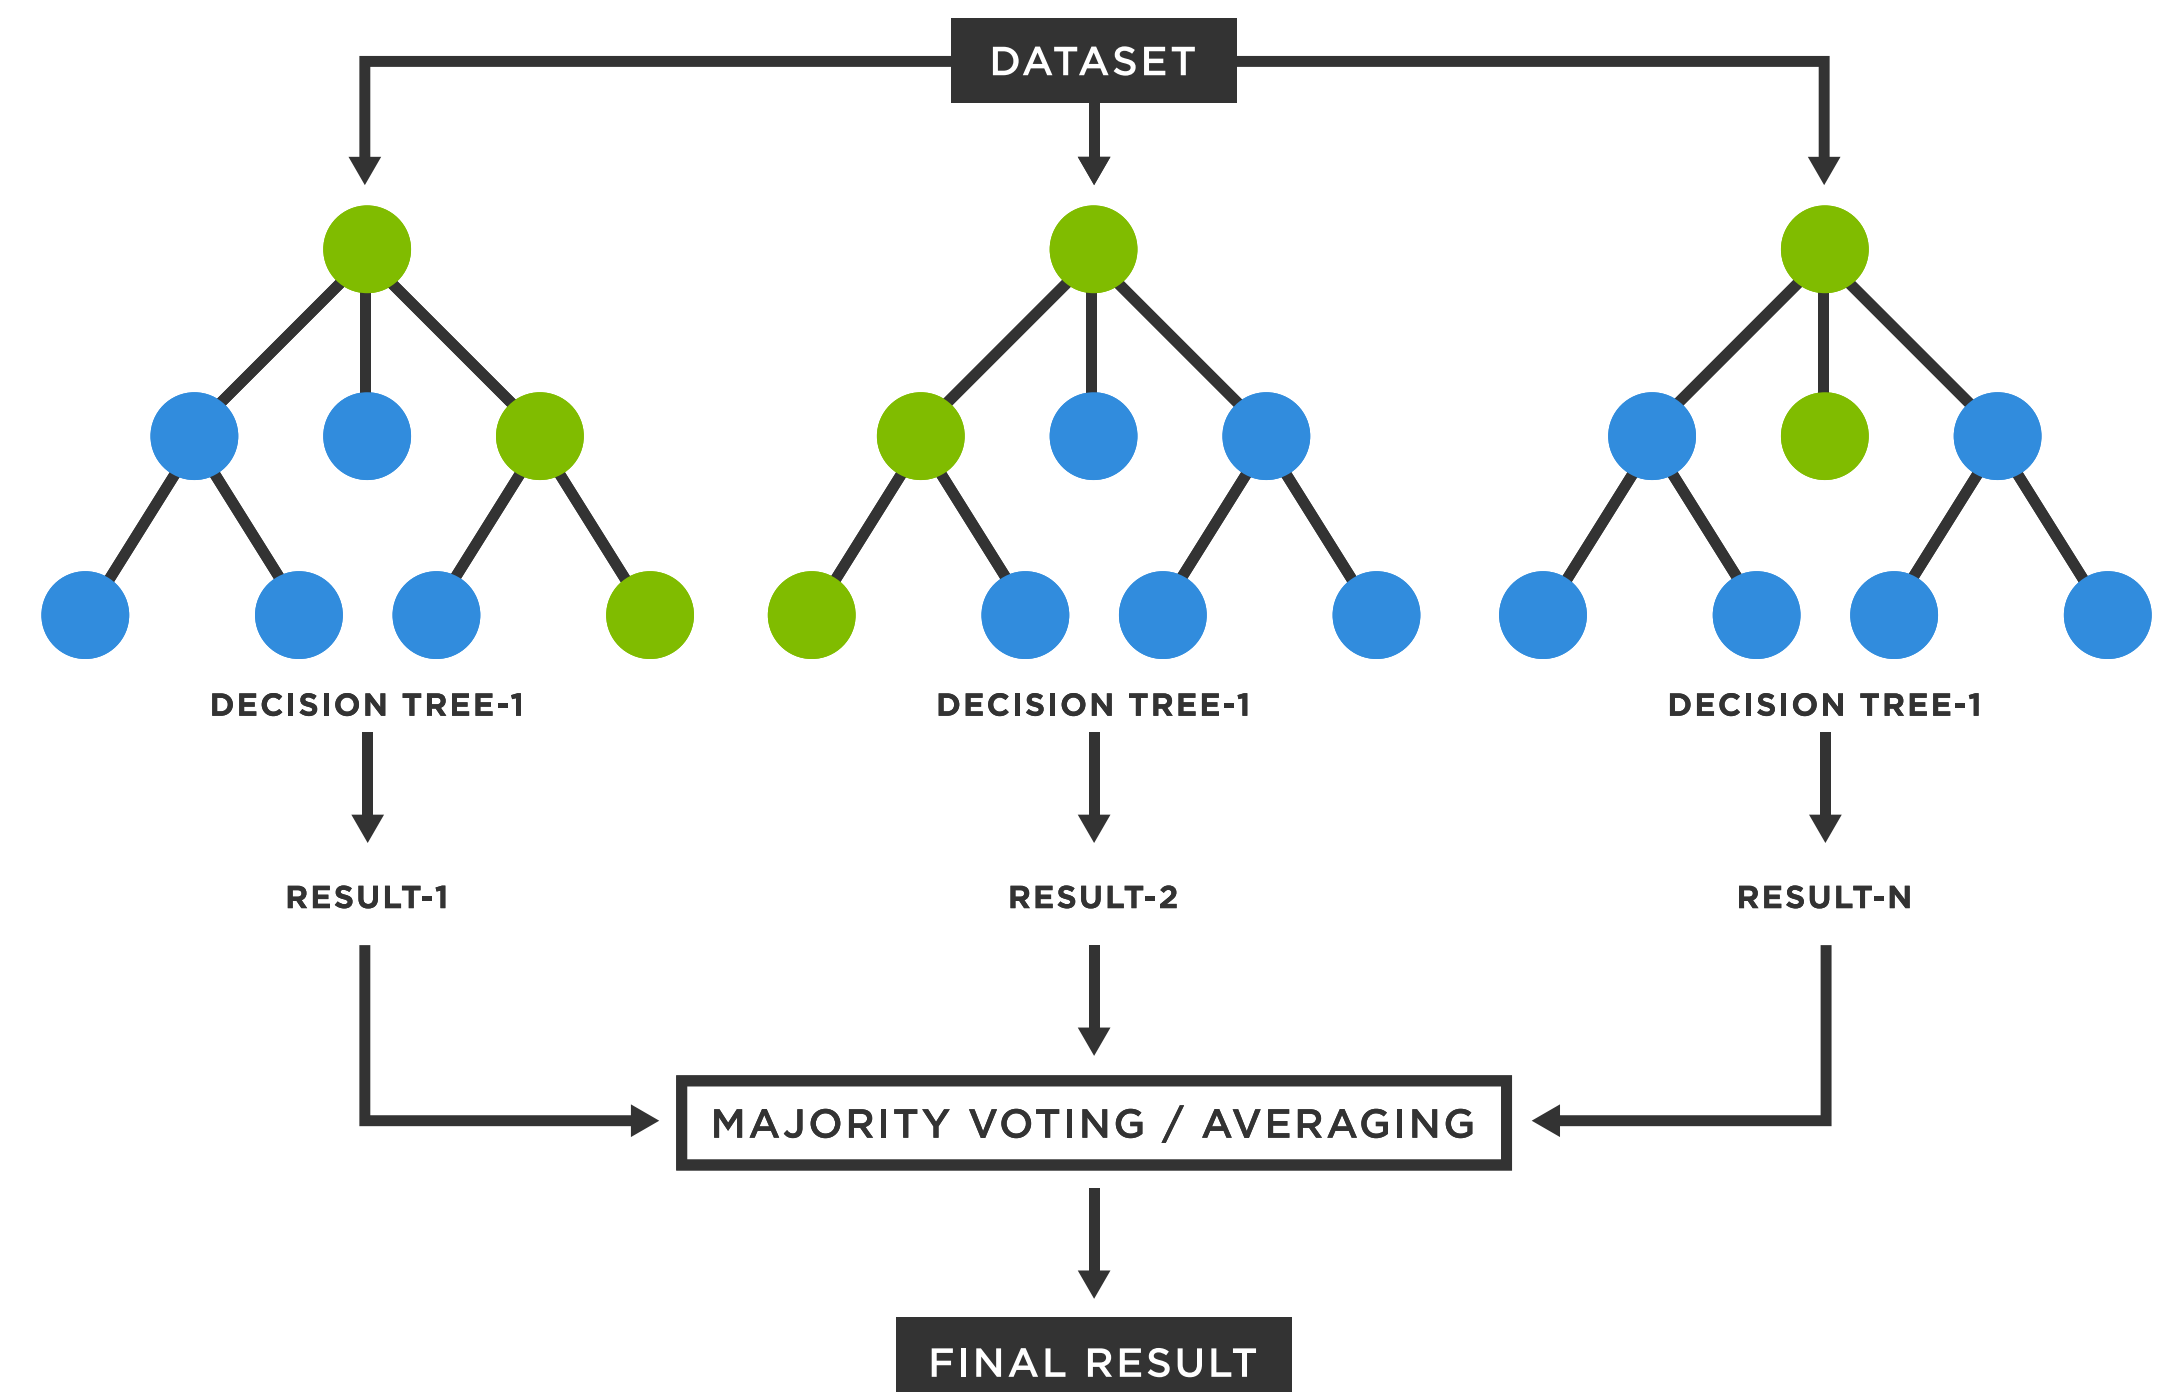 DATASET
DECISION TREE-1
DECISION TREE-1
DECISION TREE-1
RESULT-1
RESULT-2
RESULT-N
MAJORITY VOTING / AVERAGING
FINAL RESULT